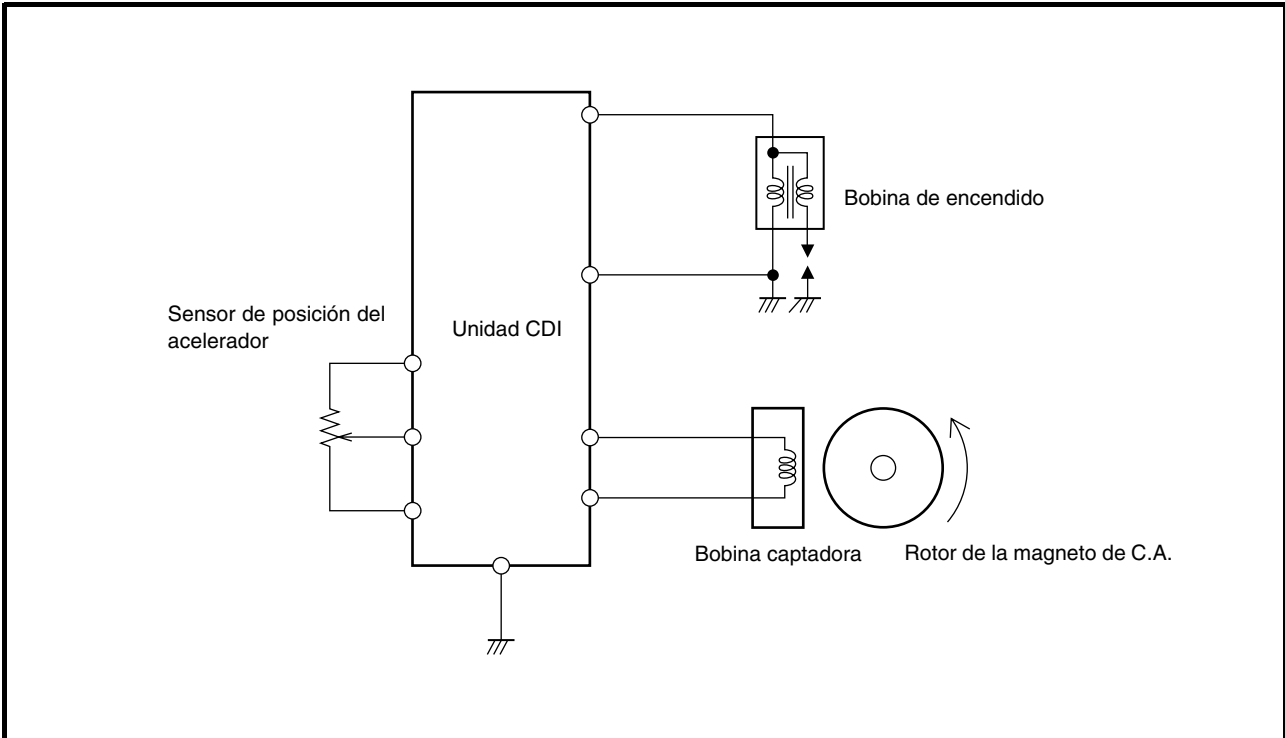 Bobina de encendido
Sensor de posición del
acelerador
Unidad CDI
Bobina captadora
Rotor de la magneto de C.A.